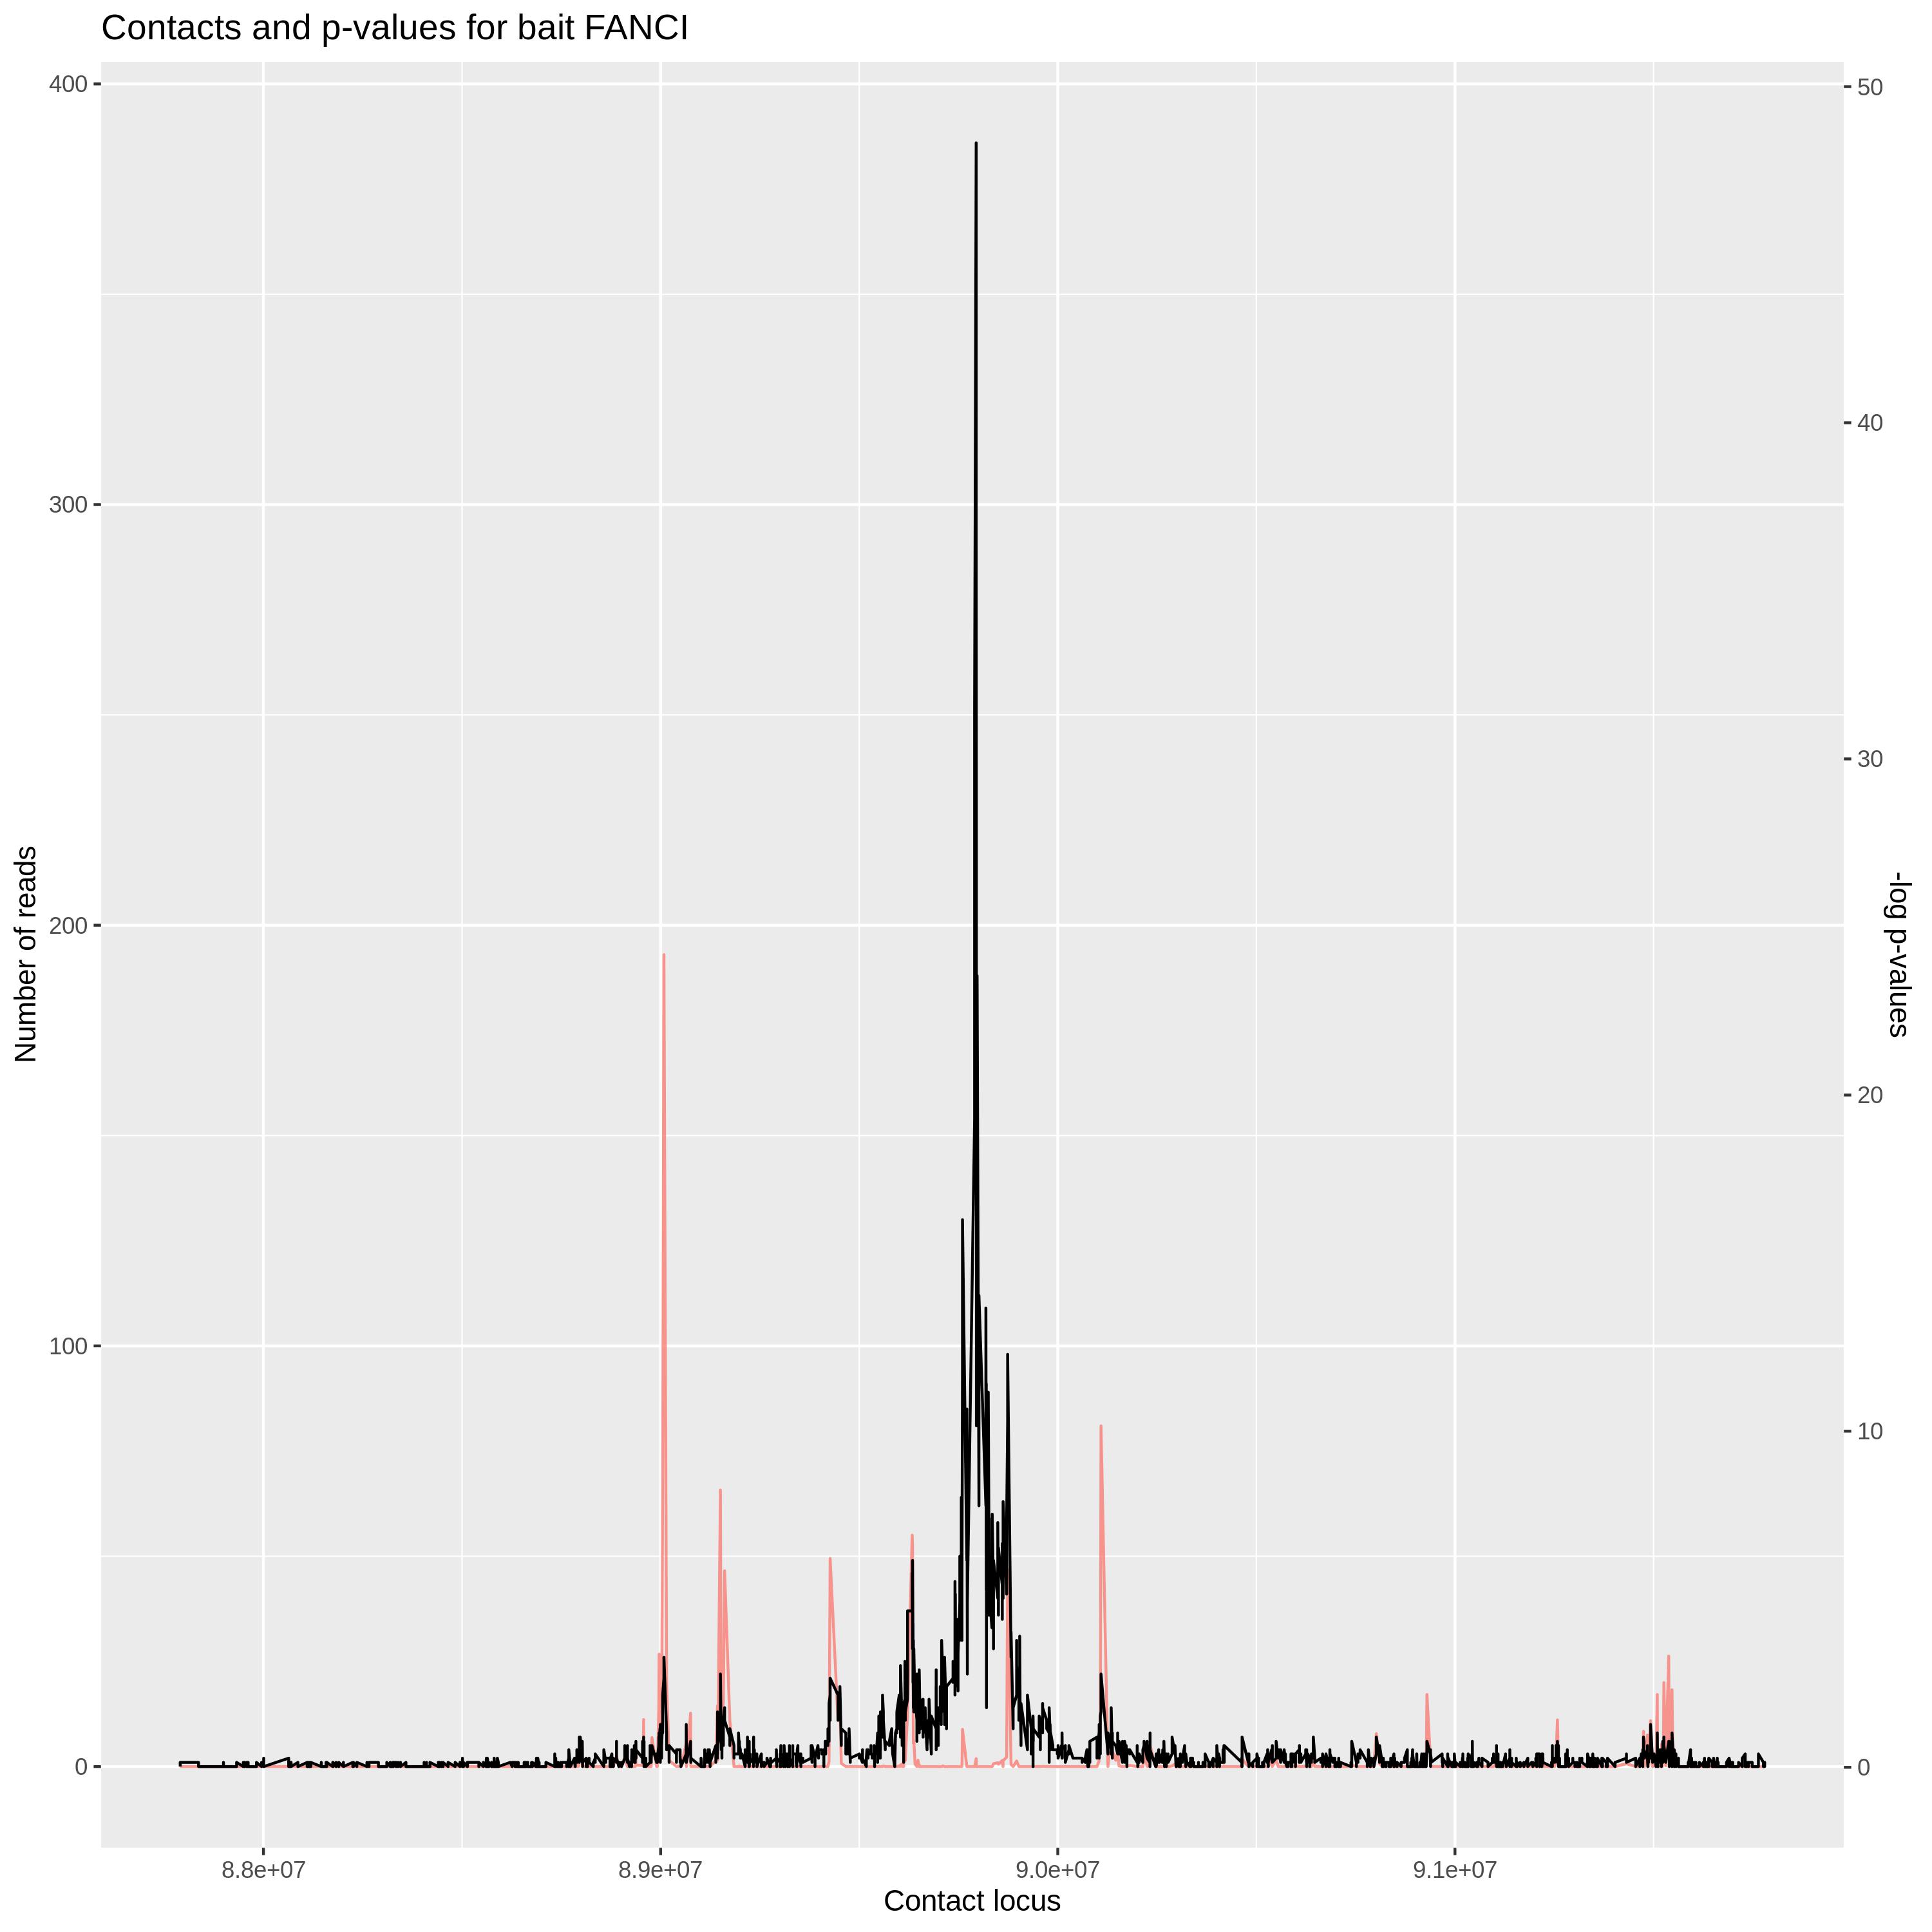 Contacts and p-values for bait FANCI
400
300
200
100
0
Number of reads
50
40
30
20
10
0
-log p-values
8.8e+07
8.9e+07
9.0e+07
9.1e+07
Contact locus